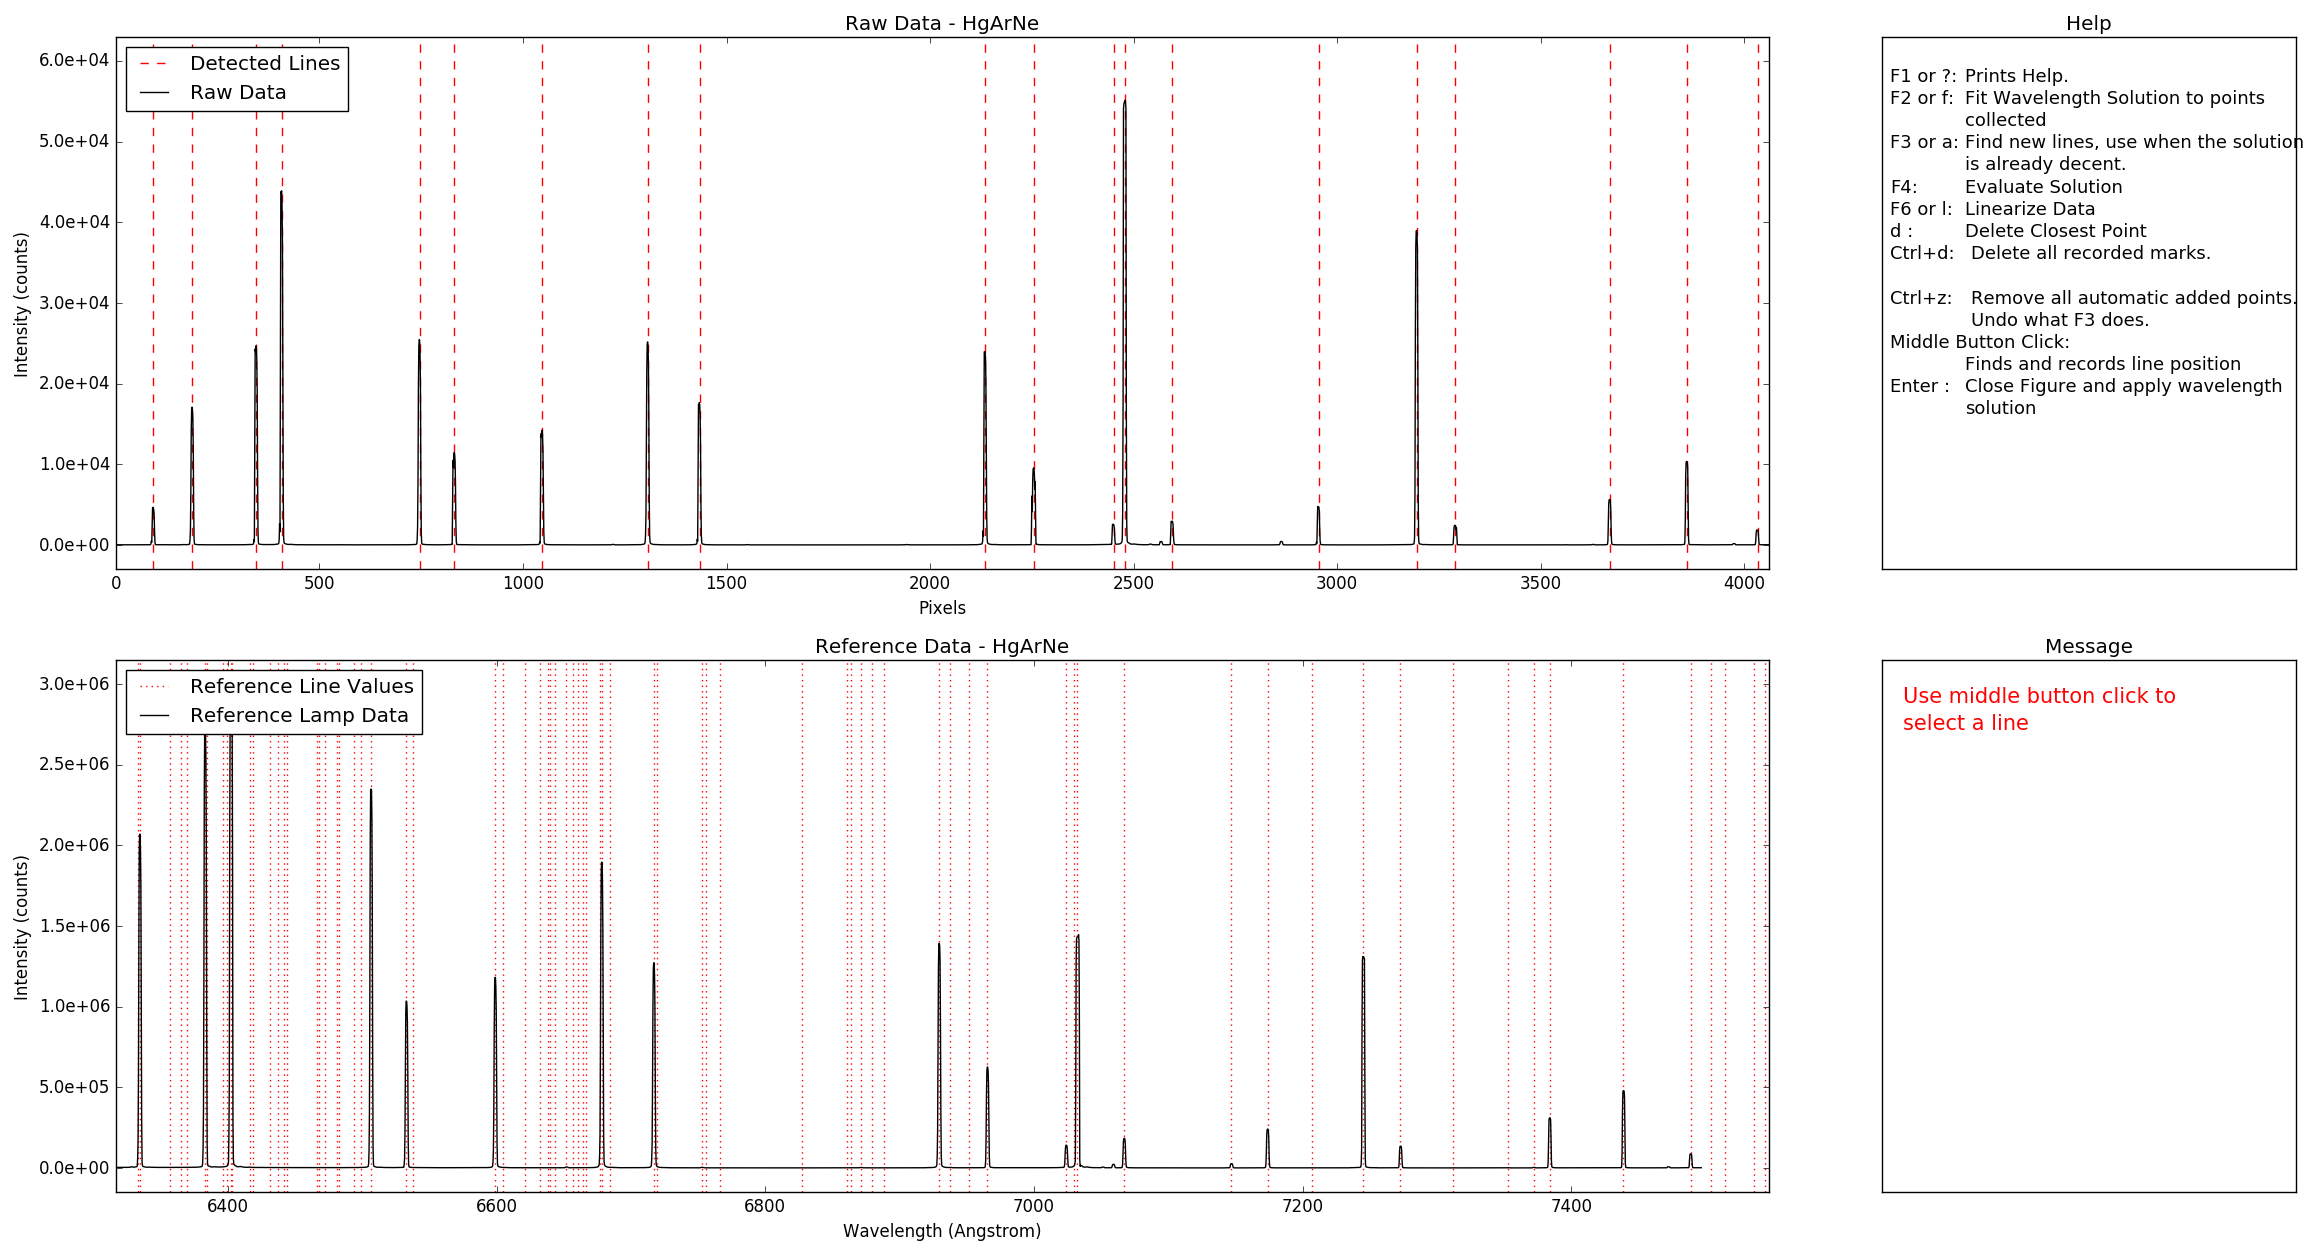 Raw Data - HgArNe
Detected Lines
Raw Data
6.0e+04
5.0e+04
4.0e+04
3.0e+04
2.0e+04
1.0e+04
0.0e+00
Intensity (counts)
0 500 1000 1500 2000 2500 3000 3500 4000
Pixels
Help
F1 or ?: Prints Help.
F2 or f: Fit Wavelength Solution to points
collected
F3 or a: Find new lines, use when the solution
is already decent.
F4: Evaluate Solution
F6 or l: Linearize Data
d : Delete Closest Point
Ctrl+d: Delete all recorded marks.
Ctrl+z: Remove all automatic added points.
Undo what F3 does.
Middle Button Click:
Finds and records line position
Enter : Close Figure and apply wavelength
solution
Reference Data - HgArNe
Reference Line Values
Reference Lamp Data
3.0e+06
2.5e+06
2.0e+06
1.5e+06
1.0e+06
5.0e+05
0.0e+00
Intensity (counts)
6400 6600 6800 7000 7200 7400
Wavelength (Angstrom)
Message
Use middle button click to
select a line